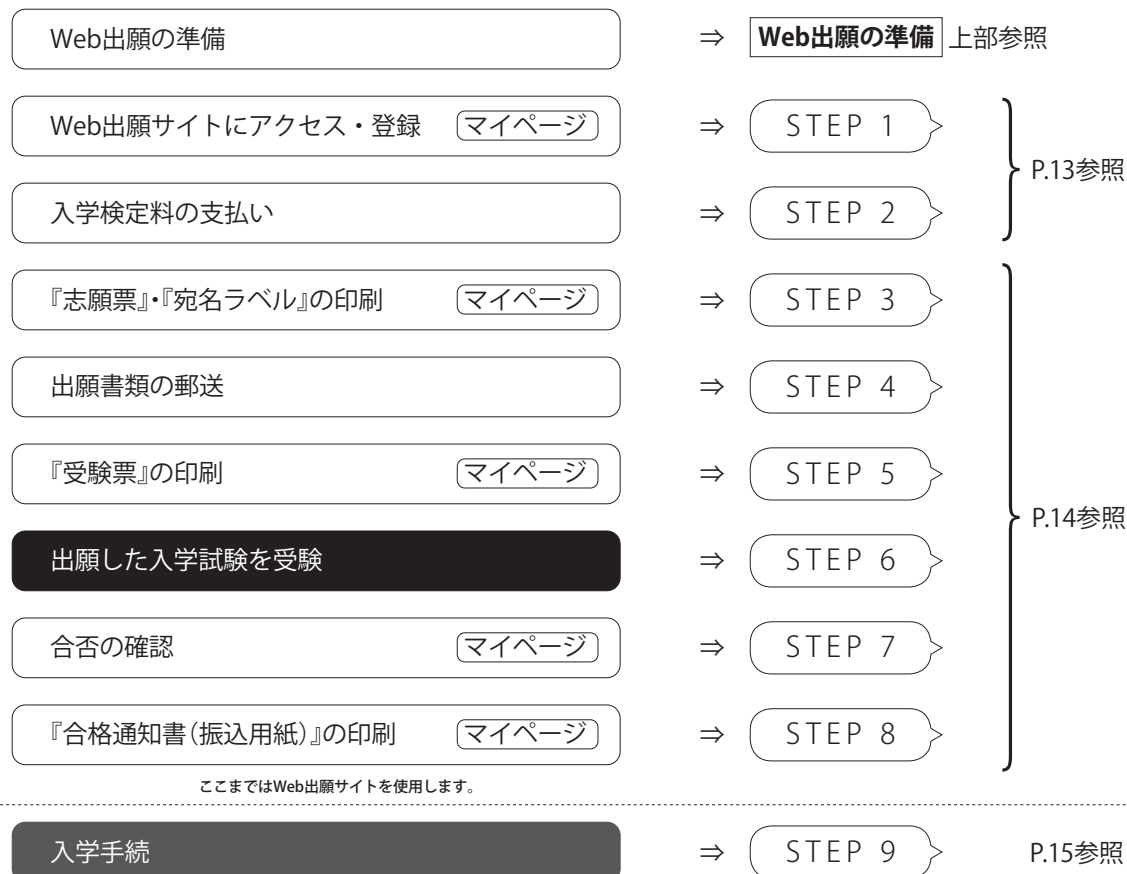 Web出願の準備 ⇒ Web出願の準備 上部参照
Web出願サイトにアクセス・登録 マイページ ⇒ STEP 1
P.13参照
入学検定料の支払い ⇒ STEP 2
『志願票』・『宛名ラベル』の印刷 マイページ ⇒ STEP 3
出願書類の郵送 ⇒ STEP 4
『受験票』の印刷 マイページ ⇒ STEP 5
P.14参照
出願した入学試験を受験 ⇒ STEP 6
合否の確認 マイページ ⇒ STEP 7
『合格通知書(振込用紙)』の印刷 マイページ ⇒ STEP 8
ここまではWeb出願サイトを使用します。
入学手続 ⇒ STEP 9 P.15参照